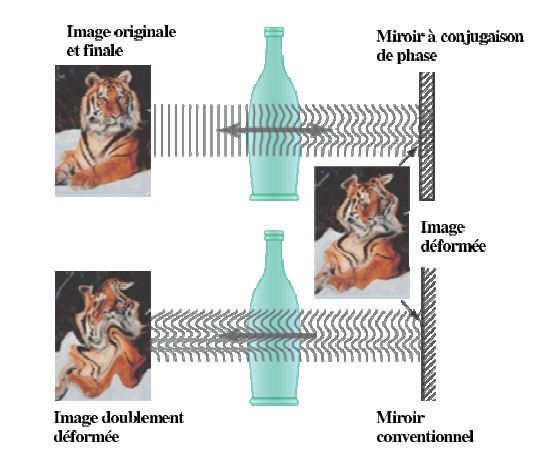 Image originale
et finale
Miroir à conjugaison
de phase
Image
déformée
Image doublement
déformée
Miroir
conventionnel